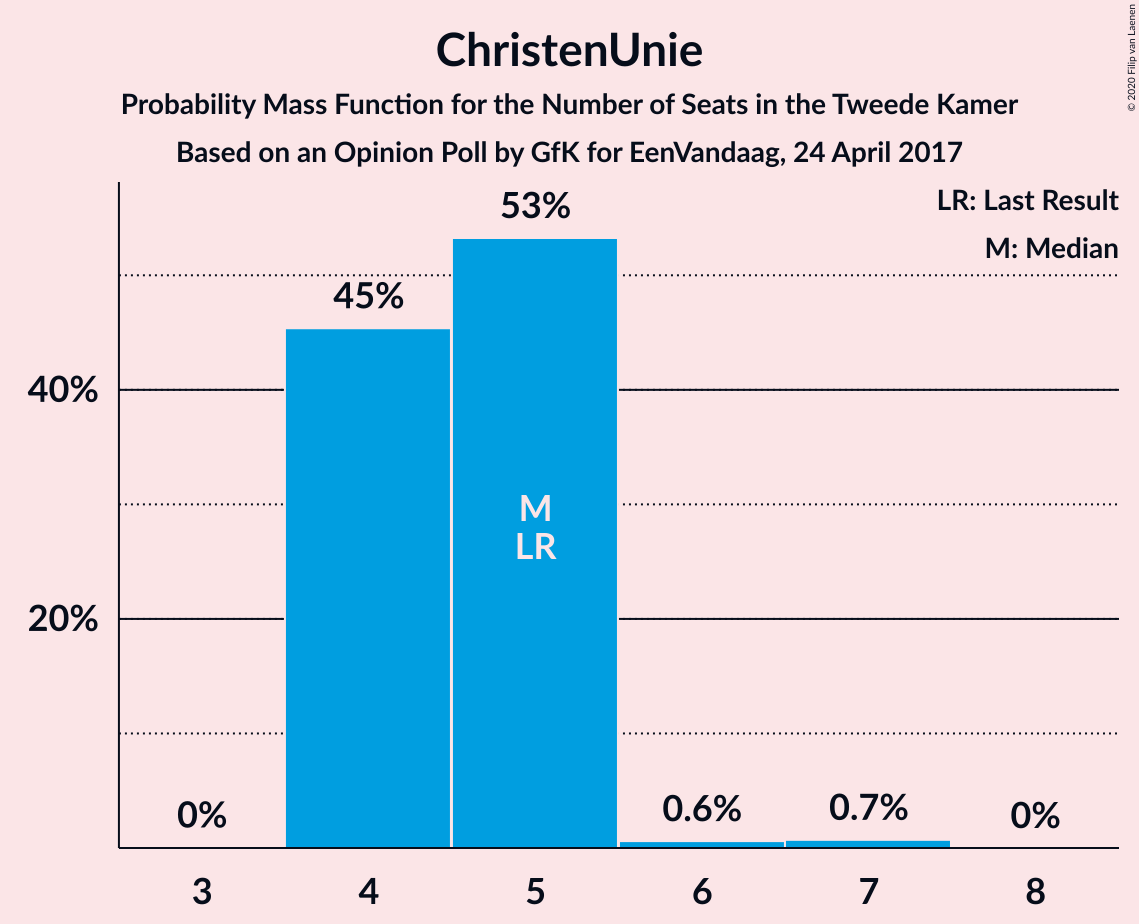 ChristenUnie
Probability Mass Function for the Number of Seats in the Tweede Kamer
Based on an Opinion Poll by GfK for EenVandaag, 24 April 2017
© 2020 Filip van Laenen
LR: Last Result
M: Median
53%
45%
40%
M
LR
20%
0%
0.6%
0.7%
0%
3
4
5
6
7
8